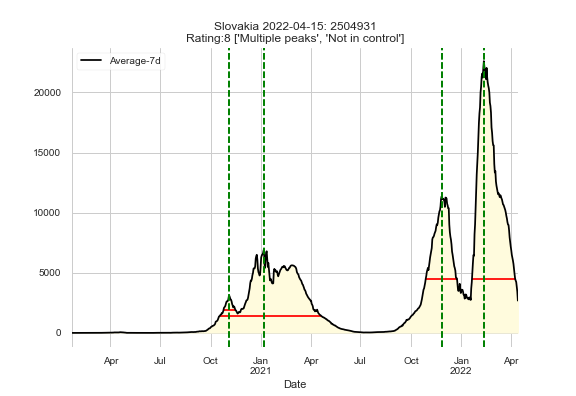 Slovakia 2022-04-15: 2504931
Rating:8 ['Multiple peaks', 'Not in control']
Average-7d
20000
15000
10000
5000
0
Apr Jul Oct Jan Apr Jul Oct Jan Apr
2021 2022
Date